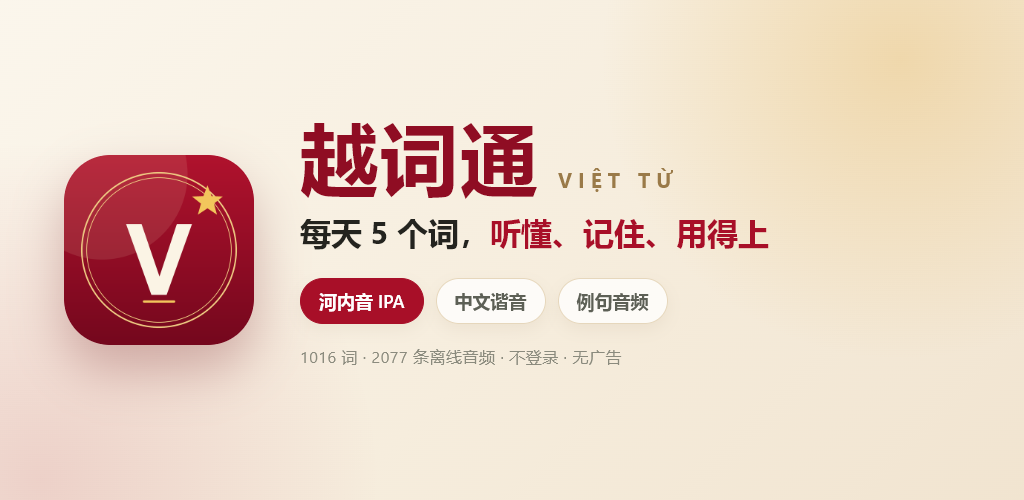 V
越词通 VIỆT TỪ
每天 5 个词，听懂、记住、用得上
河内音 IPA 中文谐音 例句音频
1016 词 · 2077 条离线音频 · 不登录 · 无广告